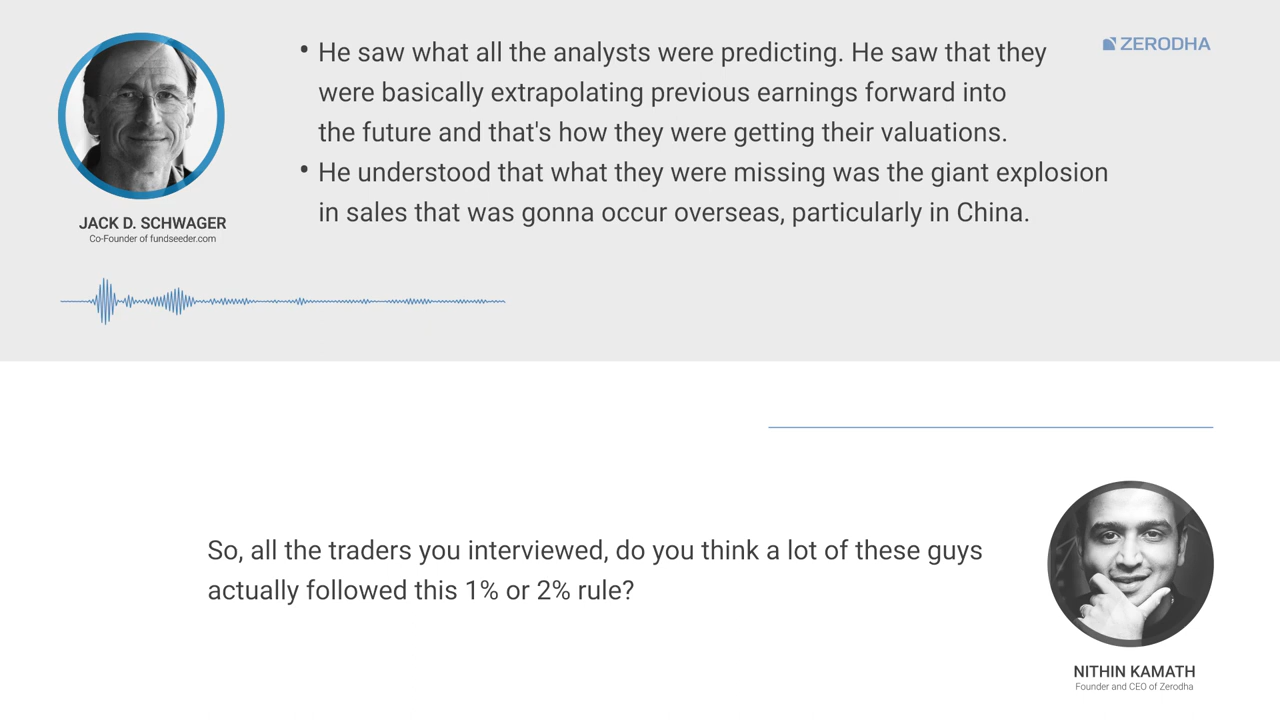 • He saw what all the analysts were predicting. He saw that they
were basically extrapolating previous earnings forward into
the future and that's how they were getting their valuations.
• He understood that what they were missing was the giant explosion
in sales that was gonna occur overseas, particularly in China.
ZERODHA
JACK D. SCHWAGER
Co-Founder of fundseeder.com
So, all the traders you interviewed, do you think a lot of these guys
actually followed this 1% or 2% rule?
NITHIN KAMATH
Founder and CEO of Zerodha